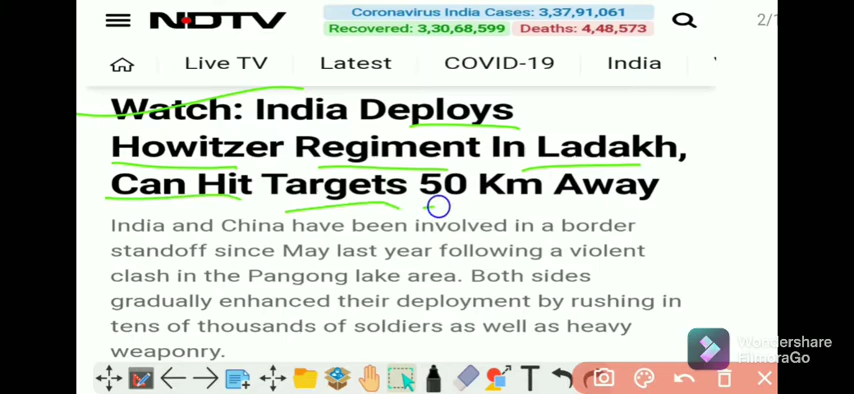 NDTV
Coronavirus India Cases: 3,37,91,061
Recovered: 3,30,68,599 Deaths: 4,48,573
2/1
Live TV Latest COVID-19 India
Watch: India Deploys
Howitzer Regiment In Ladakh,
Can Hit Targets 50 Km Away
India and China have been involved in a border
standoff since May last year following a violent
clash in the Pangong lake area. Both sides
gradually enhanced their deployment by rushing in
tens of thousands of soldiers as well as heavy
weaponry.
Wondershare
FilmoraGo
T